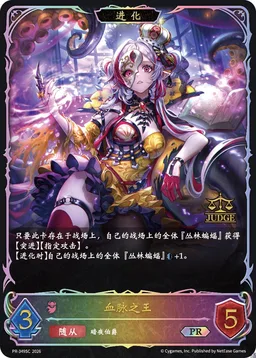 进化
JUDGE
只要此卡存在于战场上，自己的战场上的全体『丛林蝙蝠』获得
【突进】【指定攻击】。
【进化时】自己的战场上的全体『丛林蝙蝠』+1。
血脉之王
3
随从
暗夜伯爵
PR
5
PR-349SC 2026
© Cygames, Inc. Published by NetEase Games